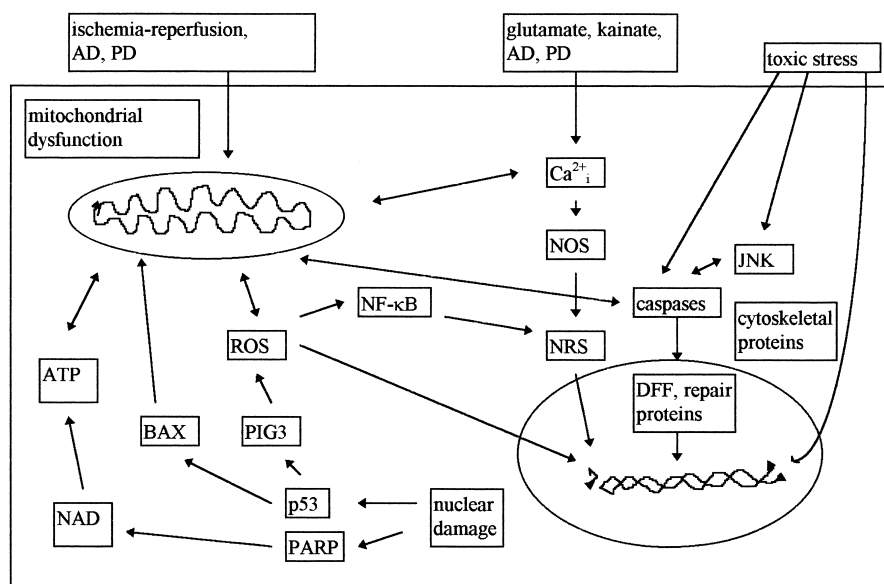 ischemia-reperfusion,
AD, PD
glutamate, kainate,
AD, PD
toxic stress
mitochondrial
dysfunction
Ca²⁺ᵢ
NOS
JNK
NF-κB
caspases
cytoskeletal
proteins
ROS
NRS
ATP
DFF, repair
proteins
BAX
PIG3
p53
nuclear
damage
NAD
PARP